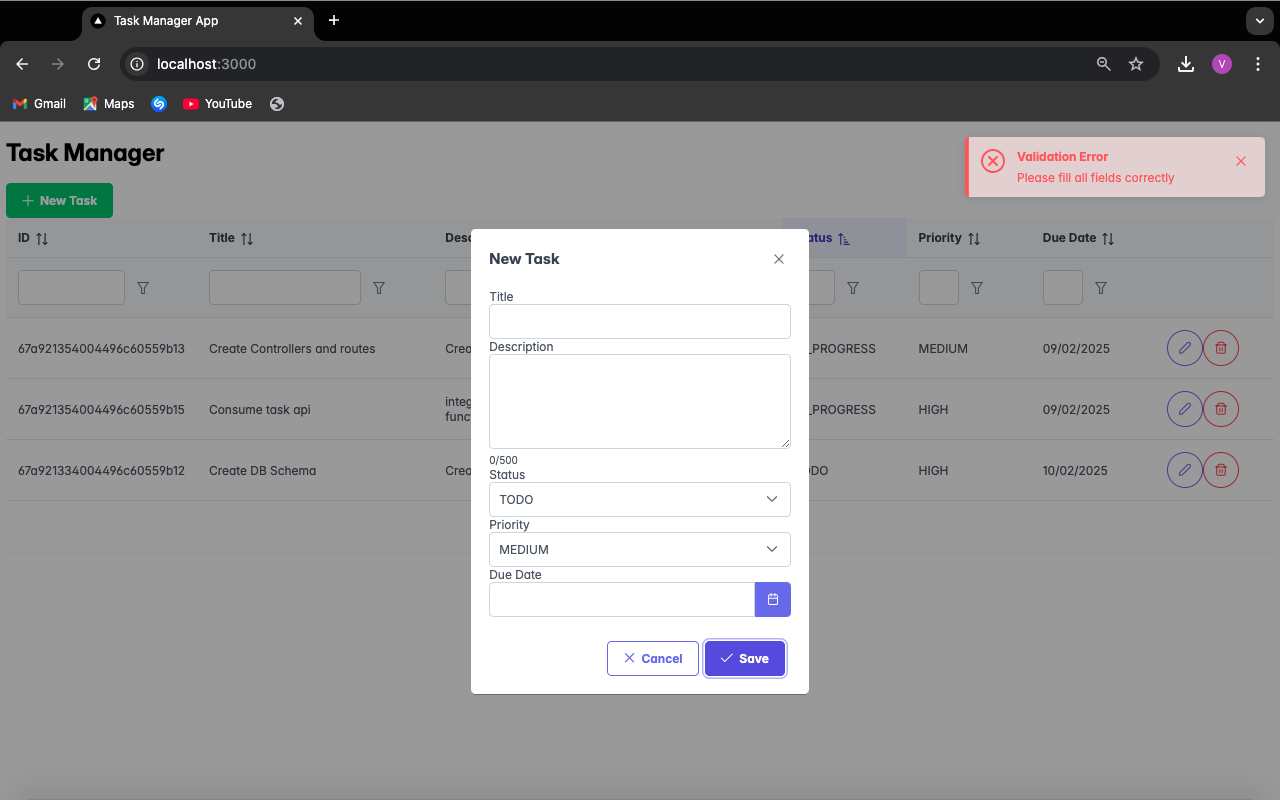 Task Manager App
localhost:3000
V
Gmail Maps YouTube
Task Manager
Validation Error
Please fill all fields correctly
New Task
ID Title Desc atus Priority Due Date
67a921354004496c60559b13 Create Controllers and routes Crea _PROGRESS MEDIUM 09/02/2025
67a921354004496c60559b15 Consume task api integ func _PROGRESS HIGH 09/02/2025
67a921334004496c60559b12 Create DB Schema Crea DO HIGH 10/02/2025
New Task
Title
Description
0/500
Status
TODO
Priority
MEDIUM
Due Date
Cancel Save